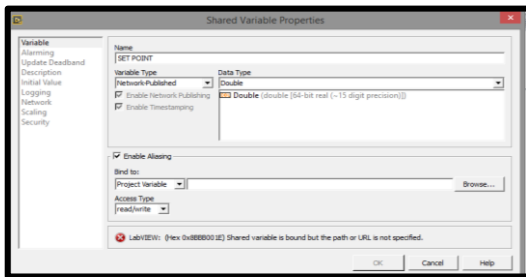 Shared Variable Properties
Variable
Alarming
Update Deadband
Description
Initial Value
Logging
Network
Scaling
Security
Name
SET POINT
Variable Type
Data Type
Network-Published
Double
Enable Network Publishing
Double (double [64-bit real (~15 digit precision)])
Enable Timestamping
Enable Aliasing
Bind to:
Project Variable
Browse...
Access Type
read/write
LabVIEW: (Hex 0x8BBB001E) Shared variable is bound but the path or URL is not specified.
OK Cancel Help